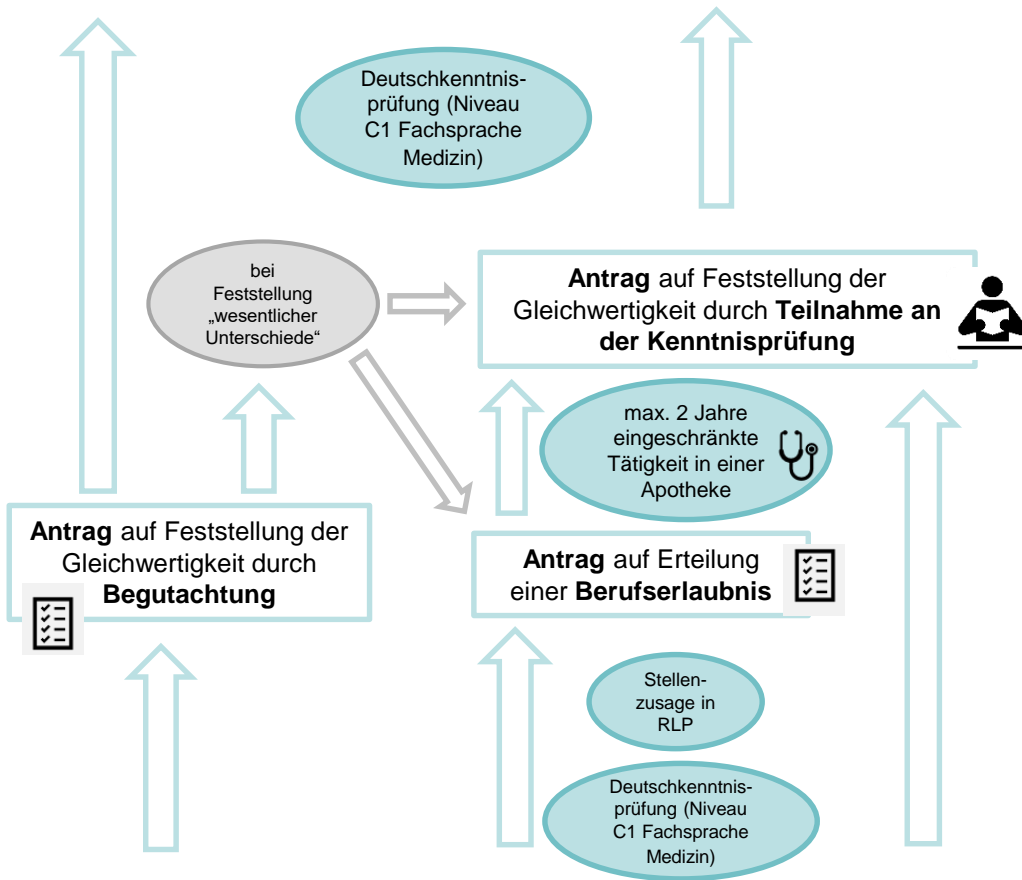 Deutschkenntnis-
prüfung (Niveau
C1 Fachsprache
Medizin)
bei
Feststellung
„wesentlicher
Unterschiede“
Antrag auf Feststellung der
Gleichwertigkeit durch Teilnahme an
der Kenntnisprüfung
max. 2 Jahre
eingeschränkte
Tätigkeit in einer
Apotheke
Antrag auf Feststellung der
Gleichwertigkeit durch
Begutachtung
Antrag auf Erteilung
einer Berufserlaubnis
Stellen-
zusage in
RLP
Deutschkenntnis-
prüfung (Niveau
C1 Fachsprache
Medizin)